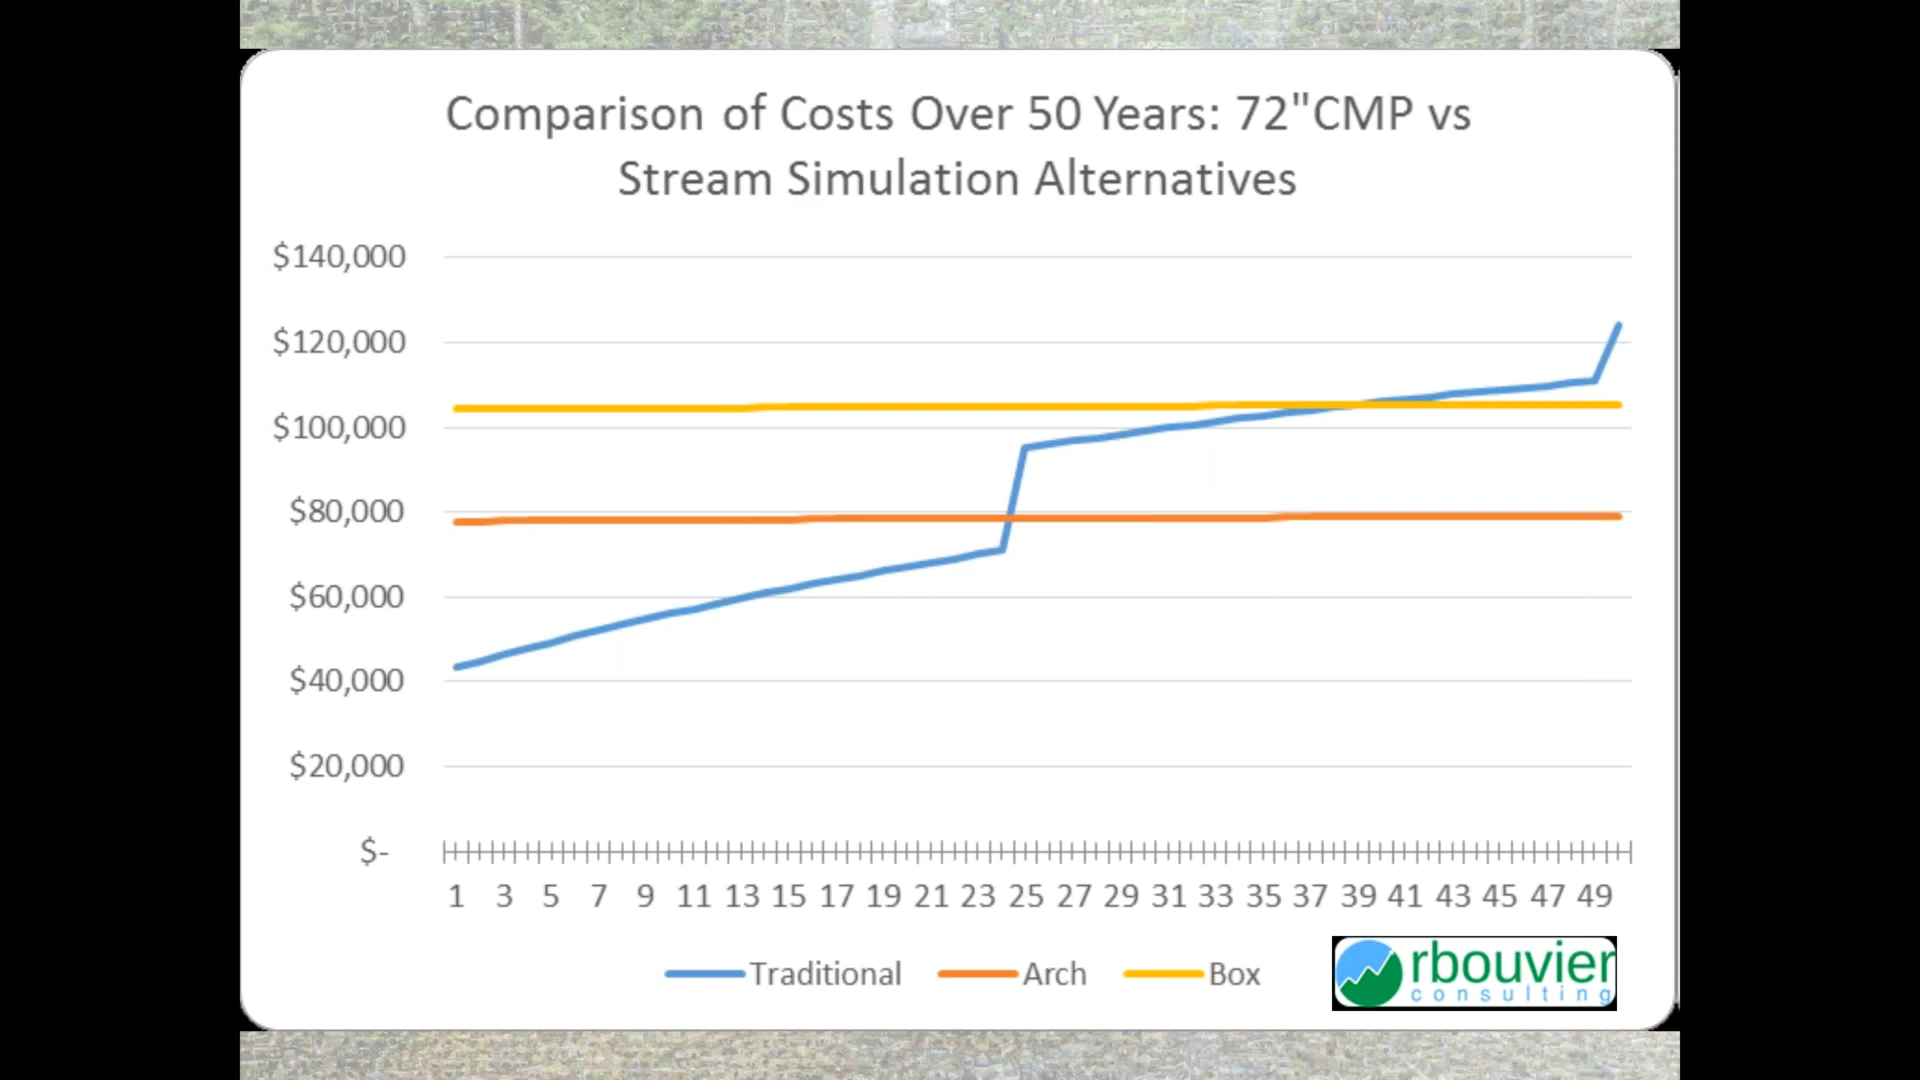 Comparison of Costs Over 50 Years: 72"CMP vs
Stream Simulation Alternatives
$140,000
$120,000
$100,000
$80,000
$60,000
$40,000
$20,000
$-
1 3 5 7 9 11 13 15 17 19 21 23 25 27 29 31 33 35 37 39 41 43 45 47 49
Traditional Arch Box
rbouvier
consulting